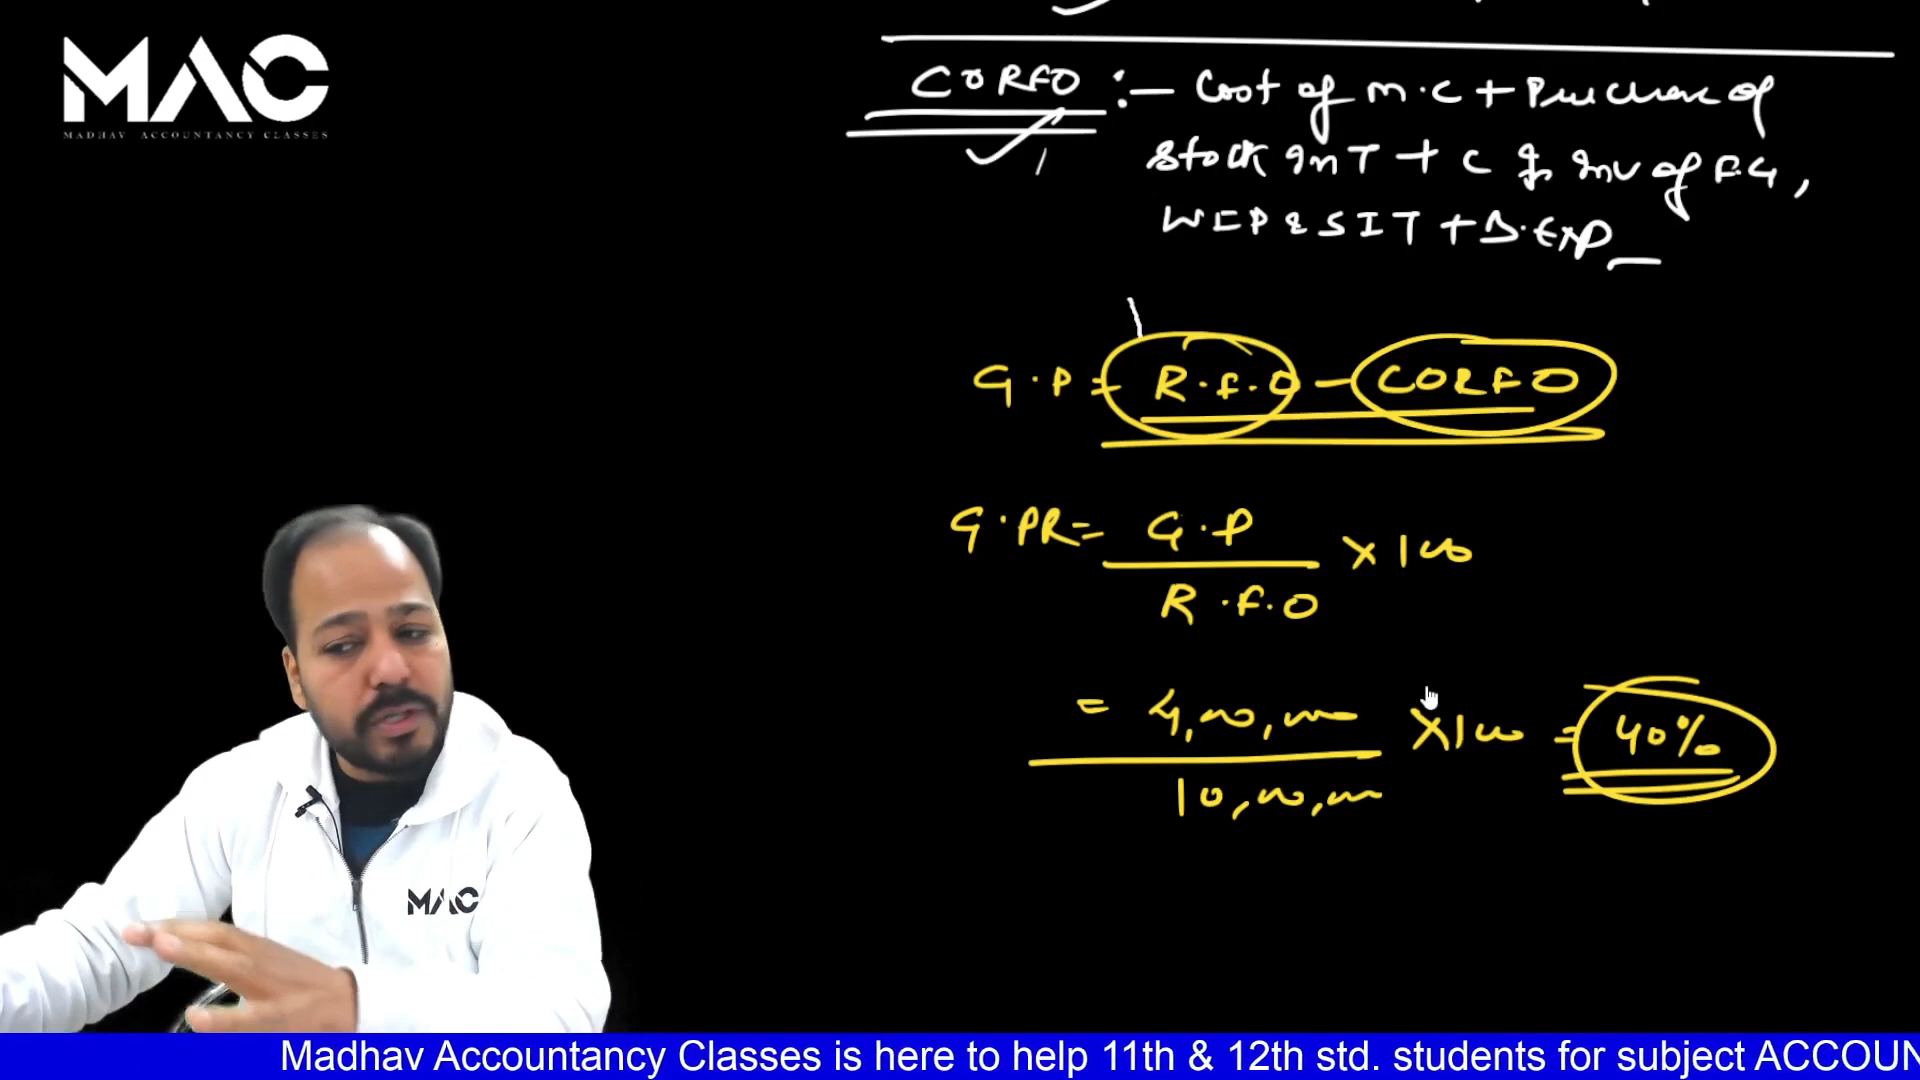 MAC
MADHAV ACCOUNTANCY CLASSES
CORFO :- Cost of M.C + Purchase of
Stock In T + C In Inv of F.G,
WIP & SIT + D.EXP
G.P = R.F.O - CORFO
G.PR = G.P
R.F.O
X 100
= 4,00,000
10,00,000
X 100 = 40%
MAC
Madhav Accountancy Classes is here to help 11th & 12th std. students for subject ACCOUN